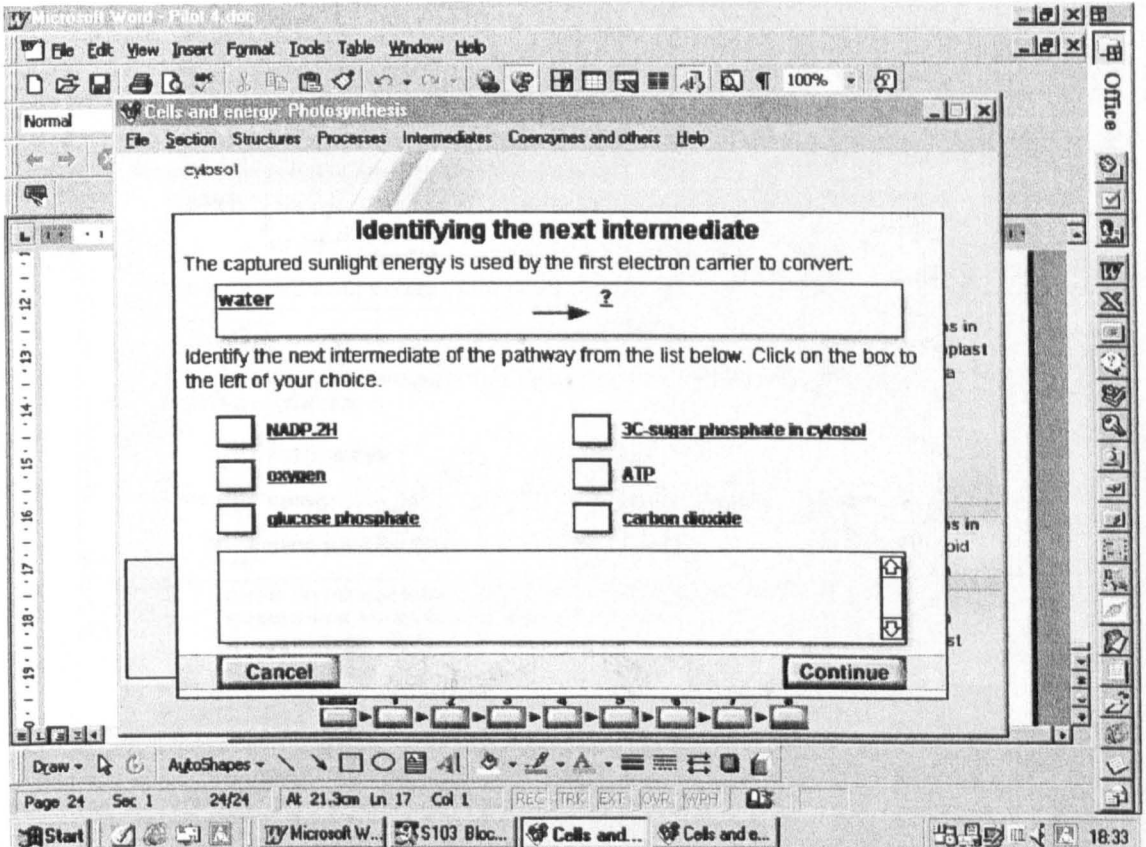 Microsoft Word - Pilot 4.doc
File Edit View Insert Format Tools Table Window Help
100%
Normal
Cells and energy: Photosynthesis
File Section Structures Processes Intermediates Coenzymes and others Help
cytosol
Office
Identifying the next intermediate
The captured sunlight energy is used by the first electron carrier to convert:
water
?
Identify the next intermediate of the pathway from the list below. Click on the box to
the left of your choice.
NADP.2H
3C-sugar phosphate in cytosol
oxygen
ATP
glucose phosphate
carbon dioxide
Cancel
Continue
Draw
AutoShapes
Page 24 Sec 1 24/24 At 21.3cm Ln 17 Col 1 REC TRK EXT OVR WPH
Start
Microsoft W...
S103 Bloc...
Cells and...
Cells and e...
18:33